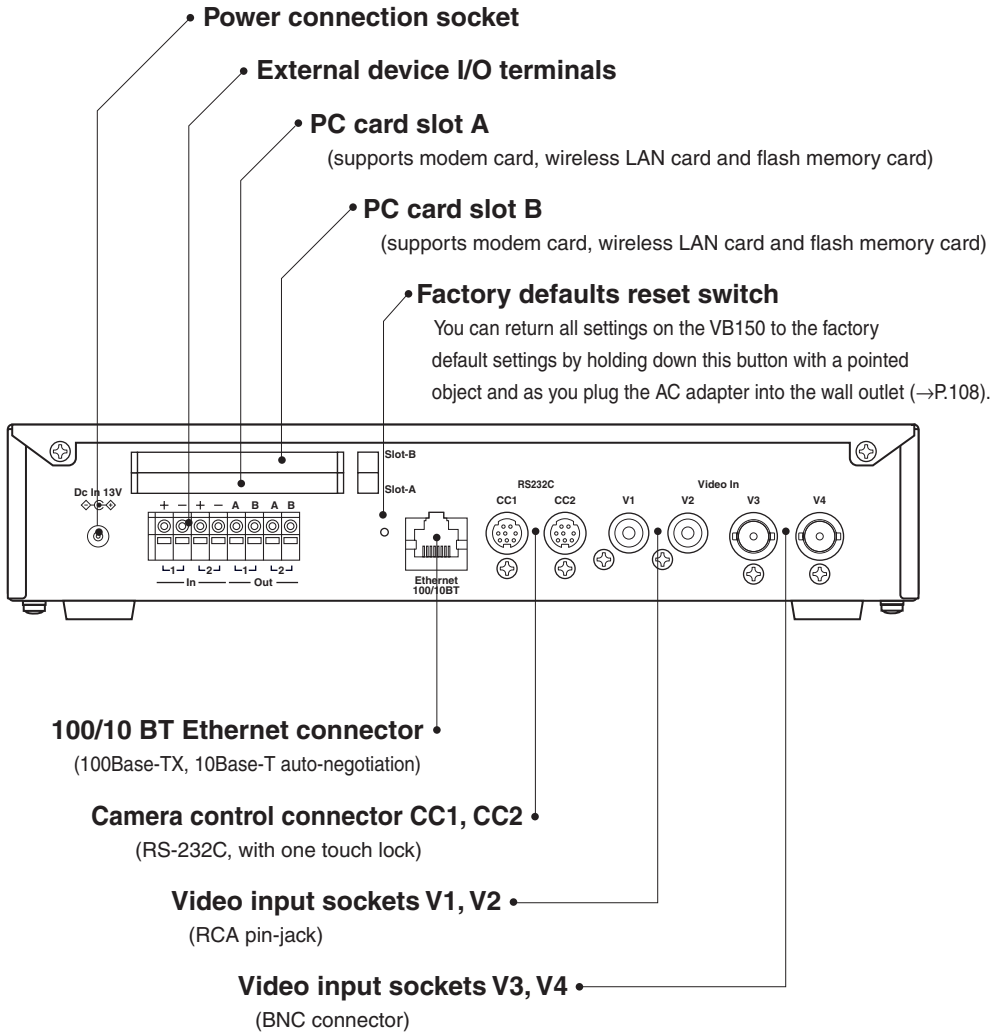 Power connection socket
External device I/O terminals
PC card slot A
(supports modem card, wireless LAN card and flash memory card)
PC card slot B
(supports modem card, wireless LAN card and flash memory card)
Factory defaults reset switch
You can return all settings on the VB150 to the factory
default settings by holding down this button with a pointed
object and as you plug the AC adapter into the wall outlet (→P.108).
Slot-B
Slot-A
Dc In 13V
+ − + − A B A B
1 2 1 2
In Out
Ethernet
100/10BT
RS232C
CC1 CC2
Video In
V1 V2 V3 V4
100/10 BT Ethernet connector
(100Base-TX, 10Base-T auto-negotiation)
Camera control connector CC1, CC2
(RS-232C, with one touch lock)
Video input sockets V1, V2
(RCA pin-jack)
Video input sockets V3, V4
(BNC connector)